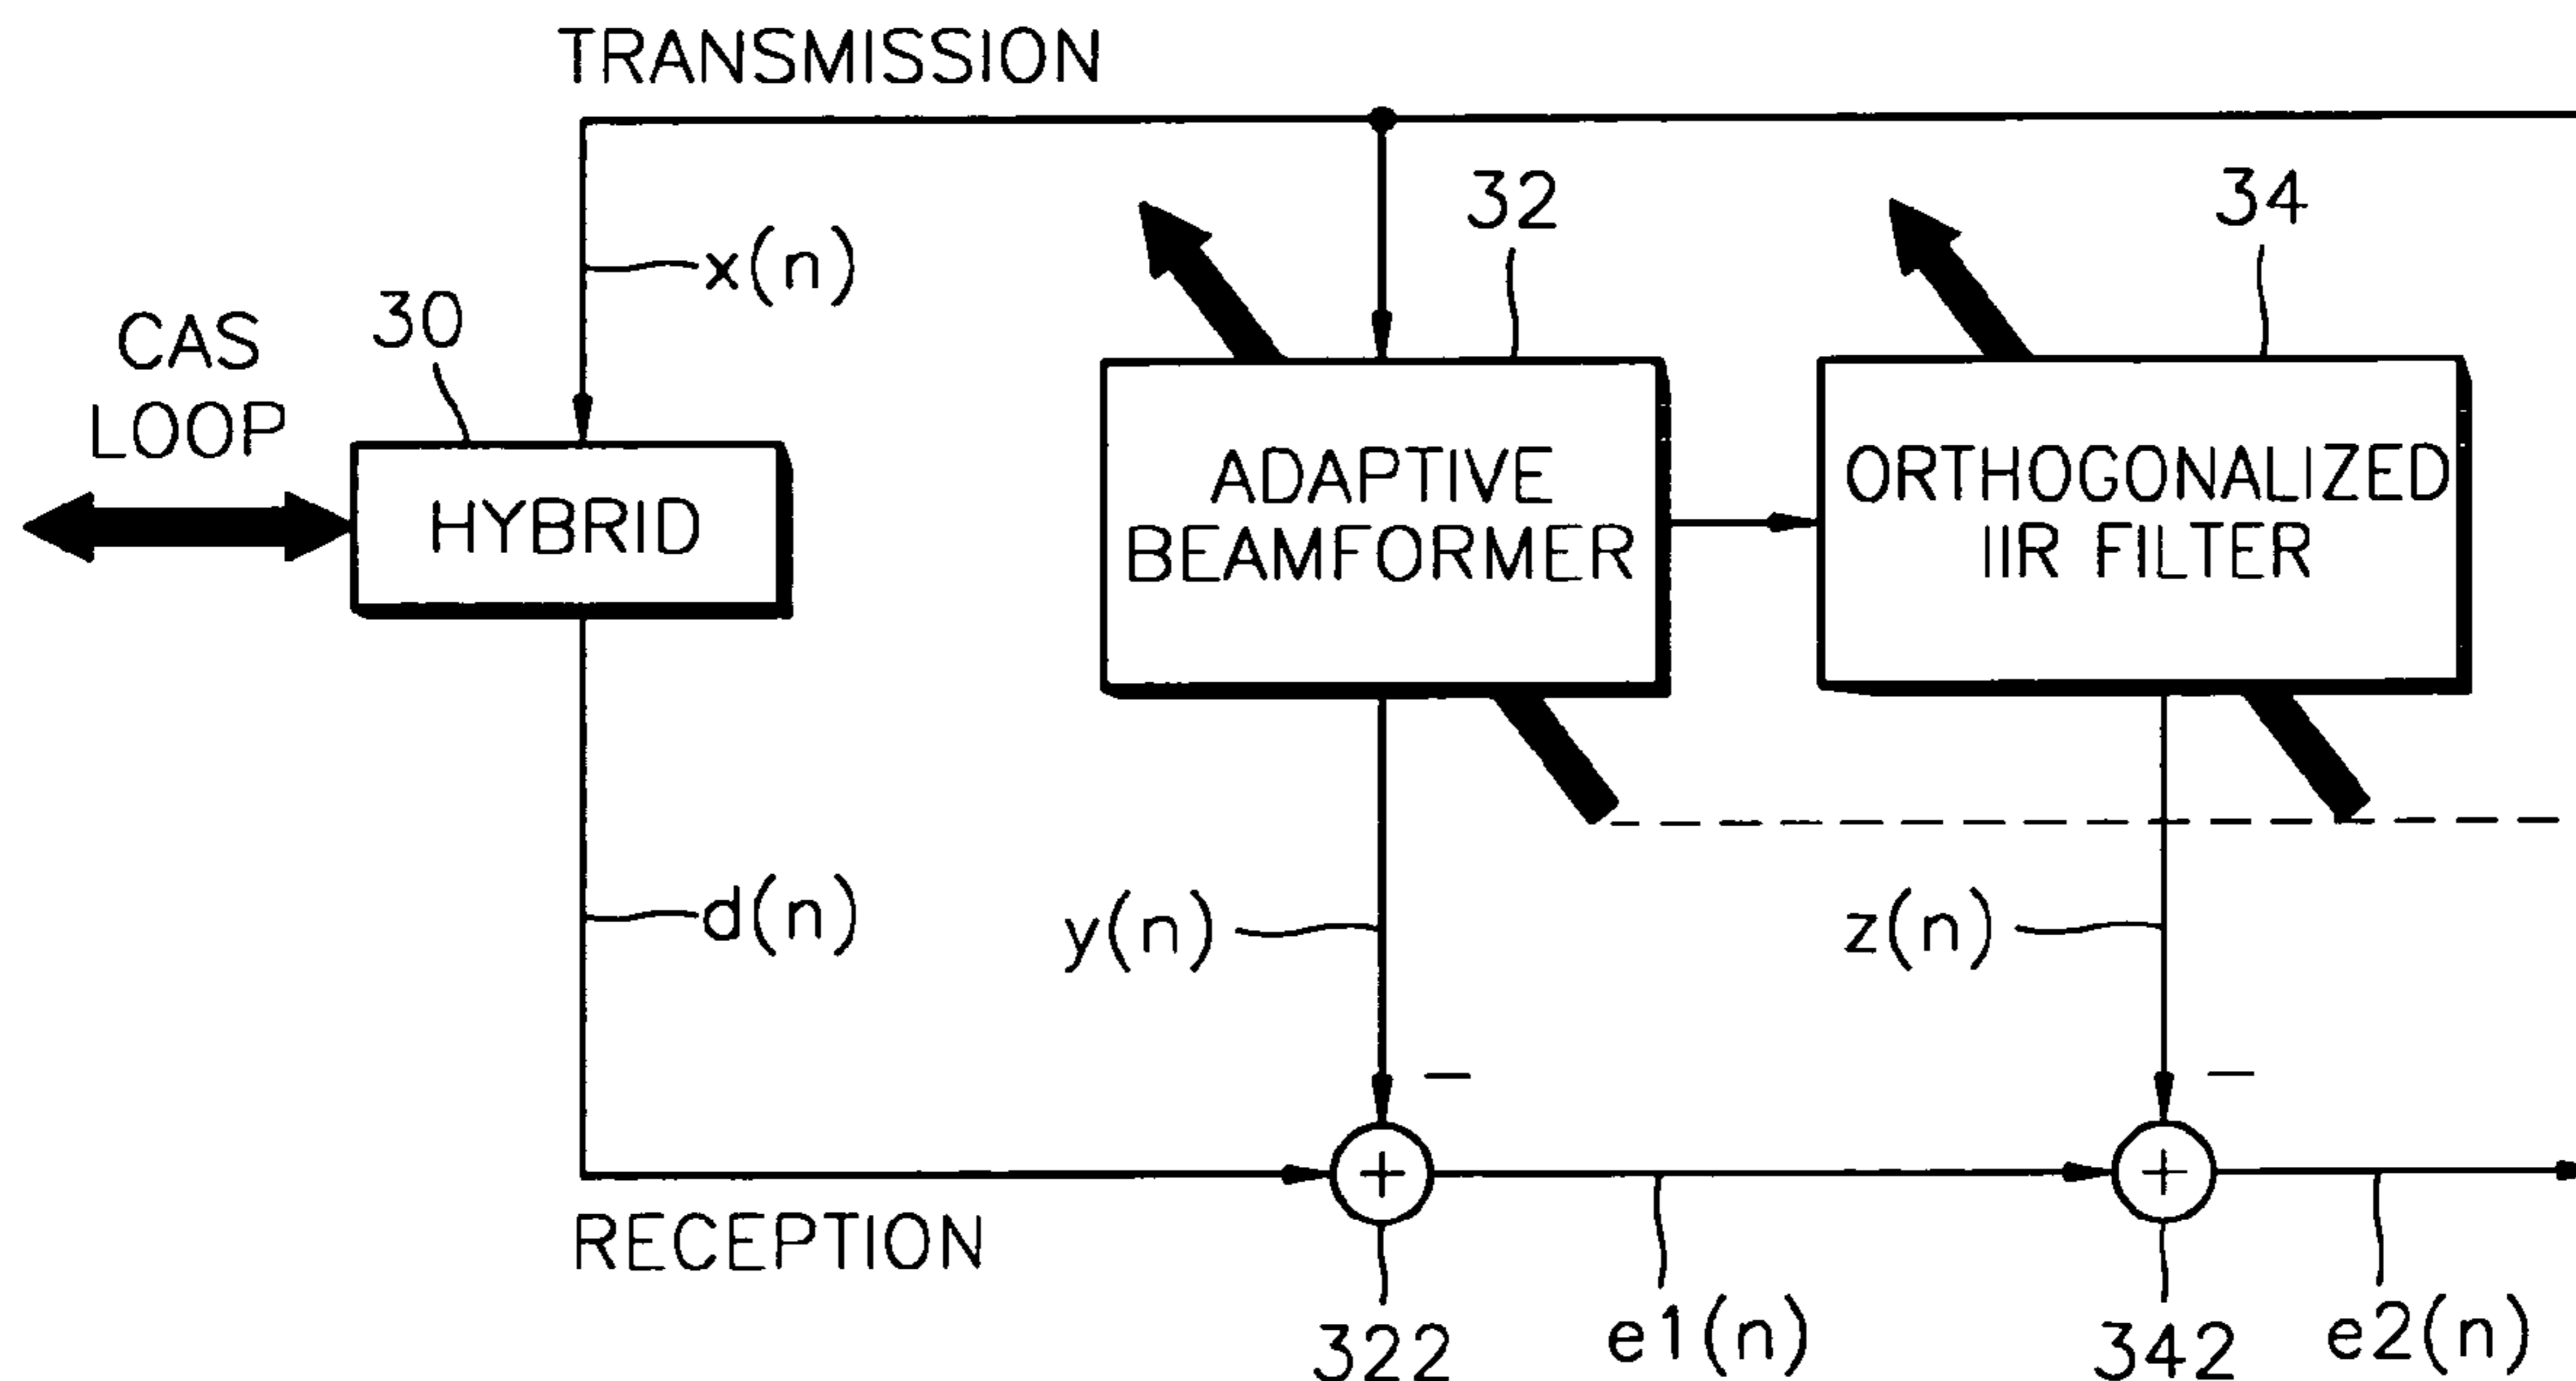 TRANSMISSION
x(n)
32
34
CAS
LOOP
30
HYBRID
ADAPTIVE
BEAMFORMER
ORTHOGONALIZED
IIR FILTER
d(n)
y(n)
z(n)
−
−
+
+
RECEPTION
322
e1(n)
342
e2(n)